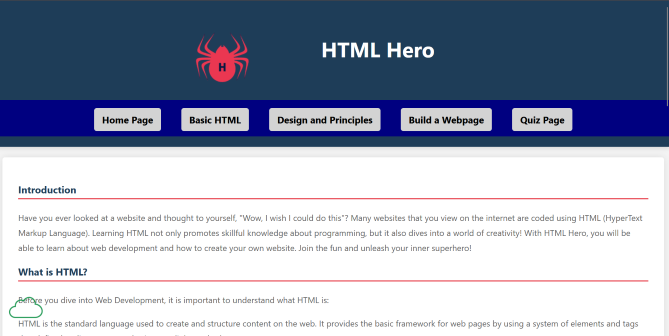 HTML Hero
H
Home Page Basic HTML Design and Principles Build a Webpage Quiz Page
Introduction
Have you ever looked at a website and thought to yourself, "Wow, I wish I could do this"? Many websites that you view on the internet are coded using HTML (HyperText
Markup Language). Learning HTML not only promotes skillful knowledge about programming, but it also dives into a world of creativity! With HTML Hero, you will be
able to learn about web development and how to create your own website. Join the fun and unleash your inner superhero!
What is HTML?
Before you dive into Web Development, it is important to understand what HTML is:
HTML is the standard language used to create and structure content on the web. It provides the basic framework for web pages by using a system of elements and tags